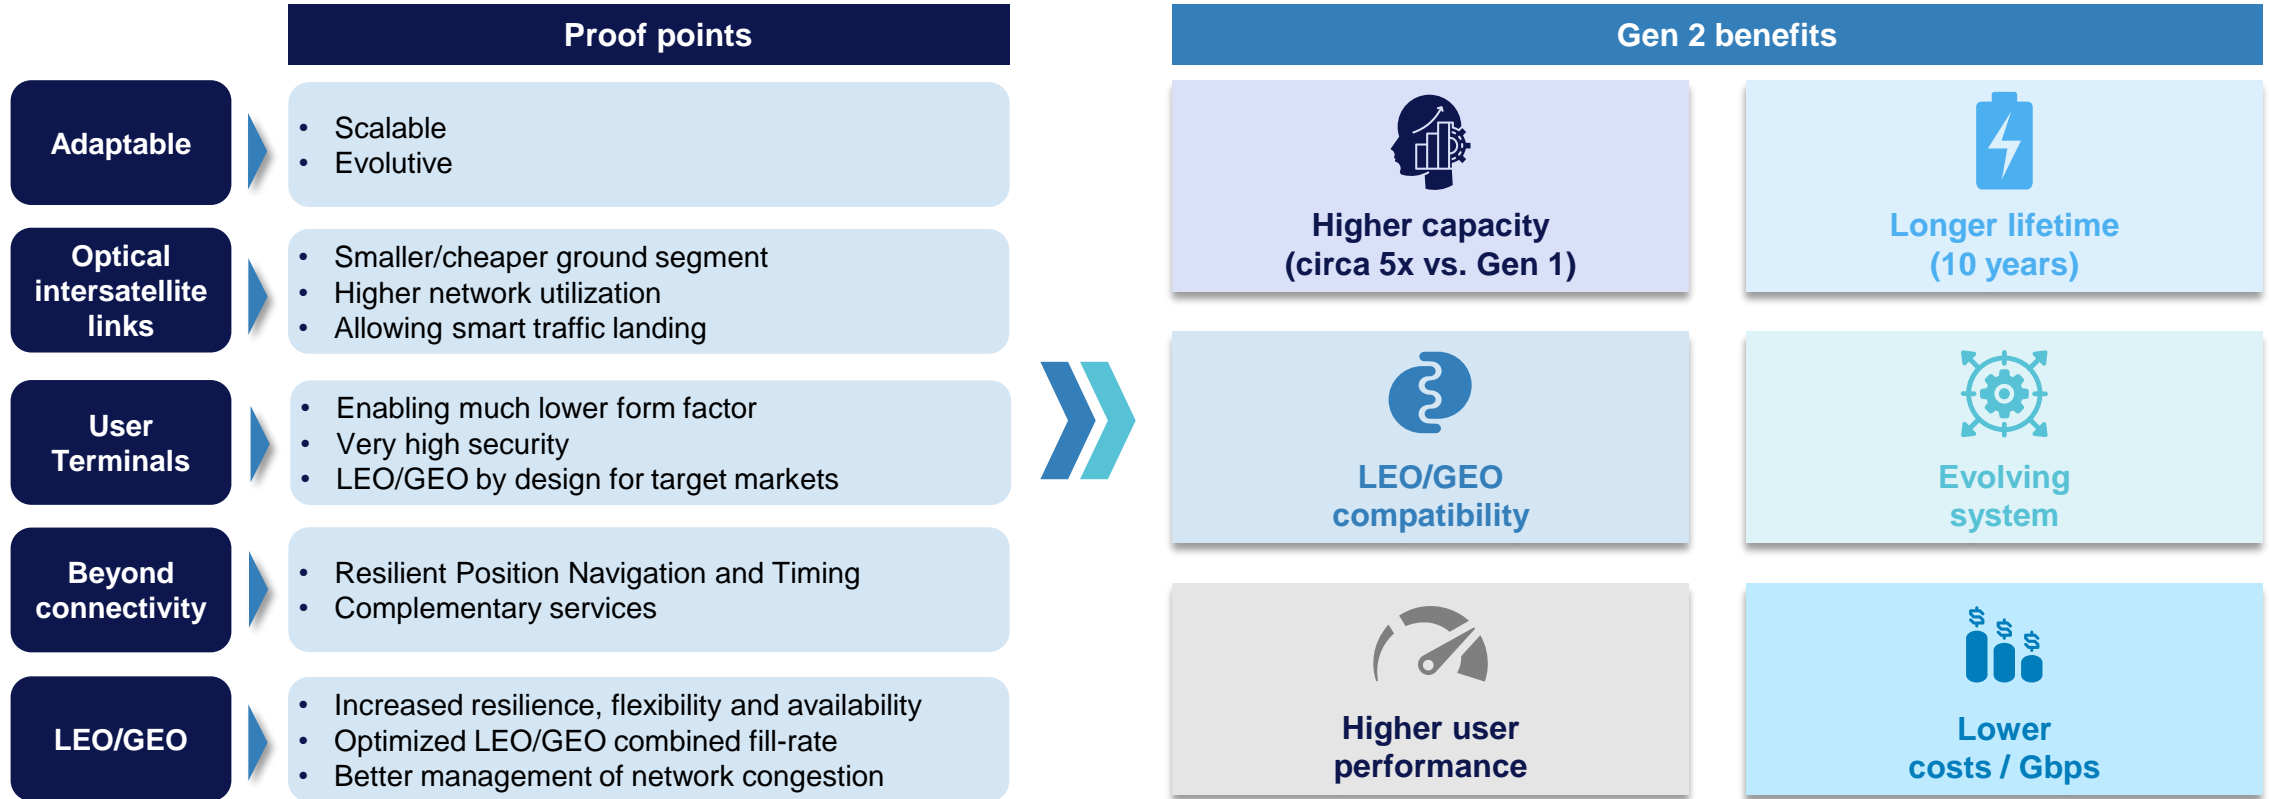 Proof points
Adaptable
• Scalable
• Evolutive
Optical
intersatellite
links
• Smaller/cheaper ground segment
• Higher network utilization
• Allowing smart traffic landing
User
Terminals
• Enabling much lower form factor
• Very high security
• LEO/GEO by design for target markets
Beyond
connectivity
• Resilient Position Navigation and Timing
• Complementary services
LEO/GEO
• Increased resilience, flexibility and availability
• Optimized LEO/GEO combined fill-rate
• Better management of network congestion
Gen 2 benefits
Higher capacity
(circa 5x vs. Gen 1)
Longer lifetime
(10 years)
LEO/GEO
compatibility
Evolving
system
Higher user
performance
$ $ $
Lower
costs / Gbps